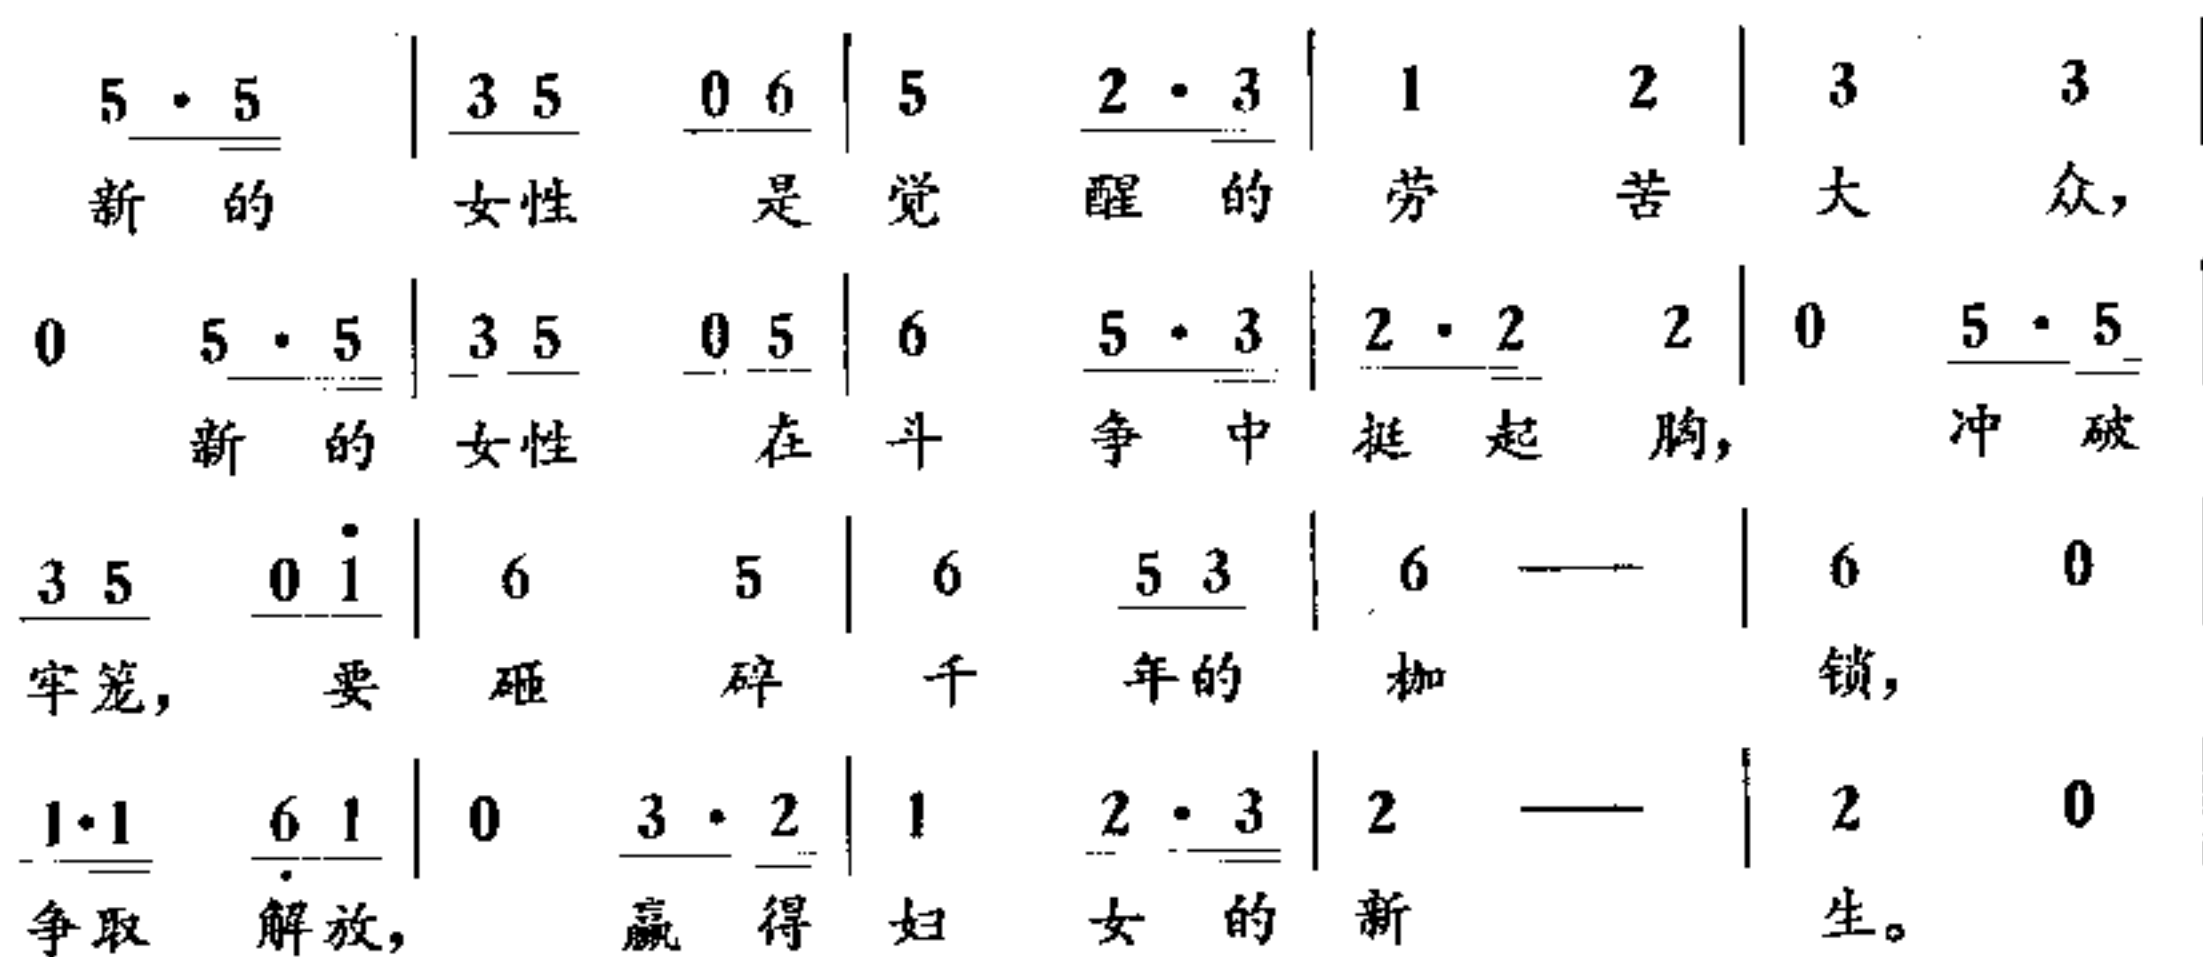 5 · 5 | 3 5 0 6 | 5 2 · 3 | 1 2 | 3 3 |
新 的 女性 是 觉 醒 的 劳 苦 大 众，
0 5 · 5 | 3 5 0 5 | 6 5 · 3 | 2 · 2 2 | 0 5 · 5 |
新 的 女性 在 斗 争 中 挺 起 胸， 冲 破
3 5 0 i | 6 5 | 6 5 3 | 6 — | 6 0 |
牢笼， 要 砸 碎 千 年的 枷 锁，
1·1 6̣ 1 | 0 3 · 2 | 1 2 · 3 | 2 — | 2 0 |
争取 解放， 赢 得 妇 女 的 新 生。